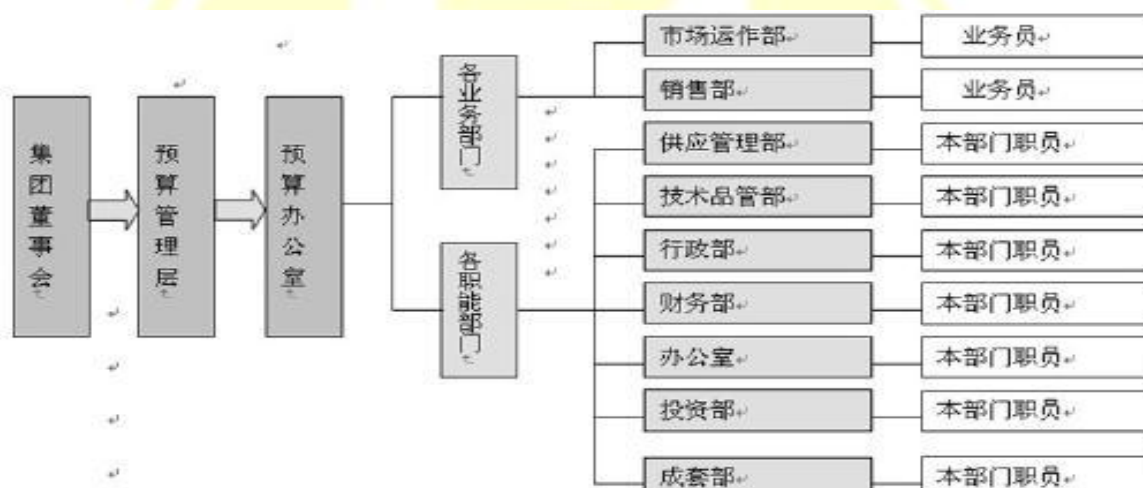 集团董事会
预算管理层
预算办公室
各业务部门
各职能部门
市场运作部
业务员
销售部
业务员
供应管理部
本部门职员
技术品管部
本部门职员
行政部
本部门职员
财务部
本部门职员
办公室
本部门职员
投资部
本部门职员
成套部
本部门职员